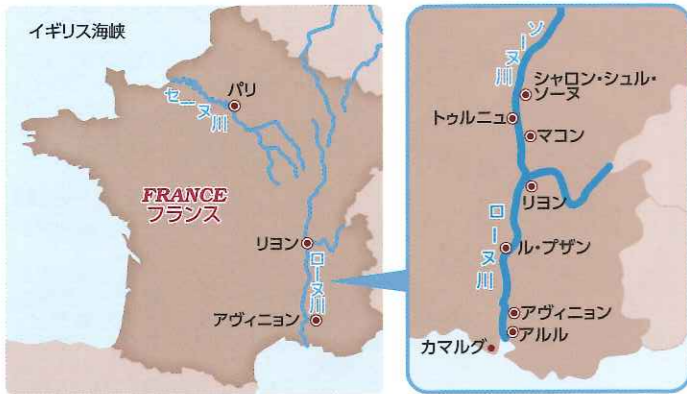 イギリス海峡
パリ
セーヌ川
FRANCE
フランス
リヨン
ローヌ川
アヴィニョン
ソーヌ川
シャロン・シュル・
ソーヌ
トゥルニュ
マコン
リヨン
ローヌ川
ル・プザン
アヴィニョン
アルル
カマルグ